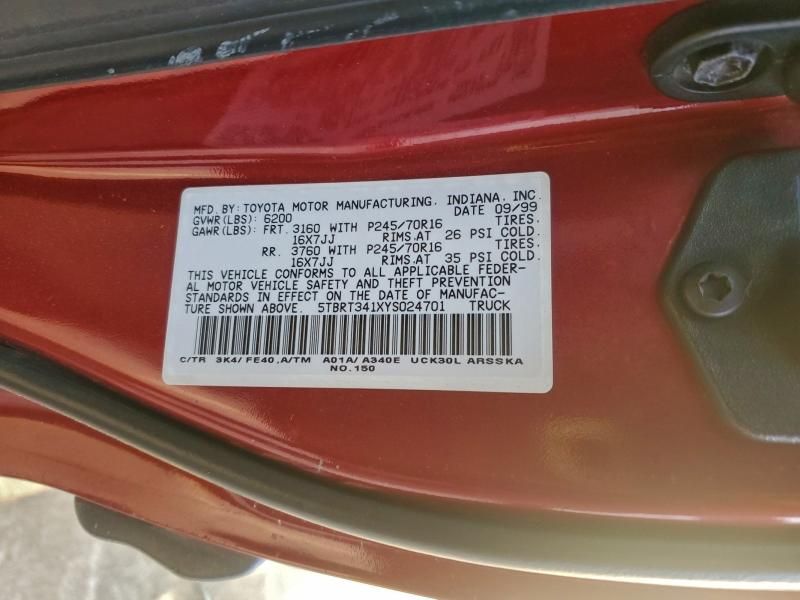 MFD. BY: TOYOTA MOTOR MANUFACTURING, INDIANA, INC.
DATE 09/99
GVWR(LBS): 6200
GAWR(LBS): FRT. 3160 WITH P245/70R16 TIRES,
16X7JJ RIMS.AT 26 PSI COLD.
RR. 3760 WITH P245/70R16 TIRES,
16X7JJ RIMS.AT 35 PSI COLD.
THIS VEHICLE CONFORMS TO ALL APPLICABLE FEDER-
AL MOTOR VEHICLE SAFETY AND THEFT PREVENTION
STANDARDS IN EFFECT ON THE DATE OF MANUFAC-
TURE SHOWN ABOVE. 5TBRT341XYS024701 TRUCK
C/TR 3K4/ FE40 ,A/TM A01A/ A340E UCK30L ARSSKA
NO.150